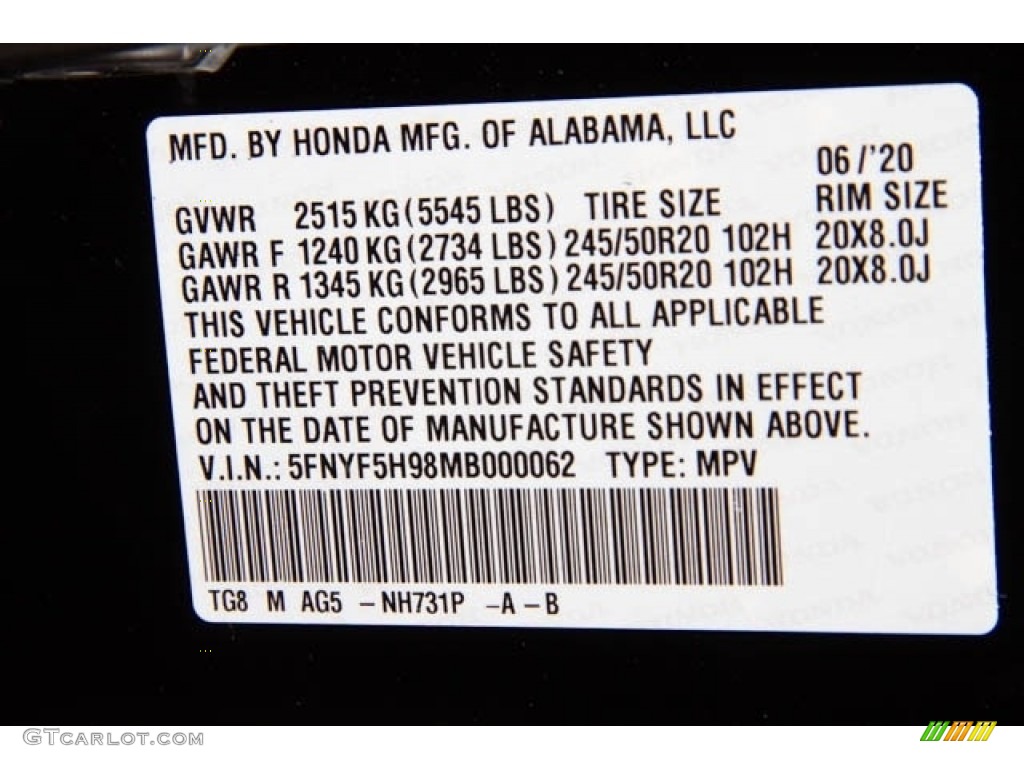 MFD. BY HONDA MFG. OF ALABAMA, LLC
06/'20
GVWR 2515 KG (5545 LBS) TIRE SIZE RIM SIZE
GAWR F 1240 KG (2734 LBS) 245/50R20 102H 20X8.0J
GAWR R 1345 KG (2965 LBS) 245/50R20 102H 20X8.0J
THIS VEHICLE CONFORMS TO ALL APPLICABLE
FEDERAL MOTOR VEHICLE SAFETY
AND THEFT PREVENTION STANDARDS IN EFFECT
ON THE DATE OF MANUFACTURE SHOWN ABOVE.
V.I.N.: 5FNYF5H98MB000062 TYPE: MPV
TG8 M AG5 -NH731P -A-B
GTCARLOT.COM